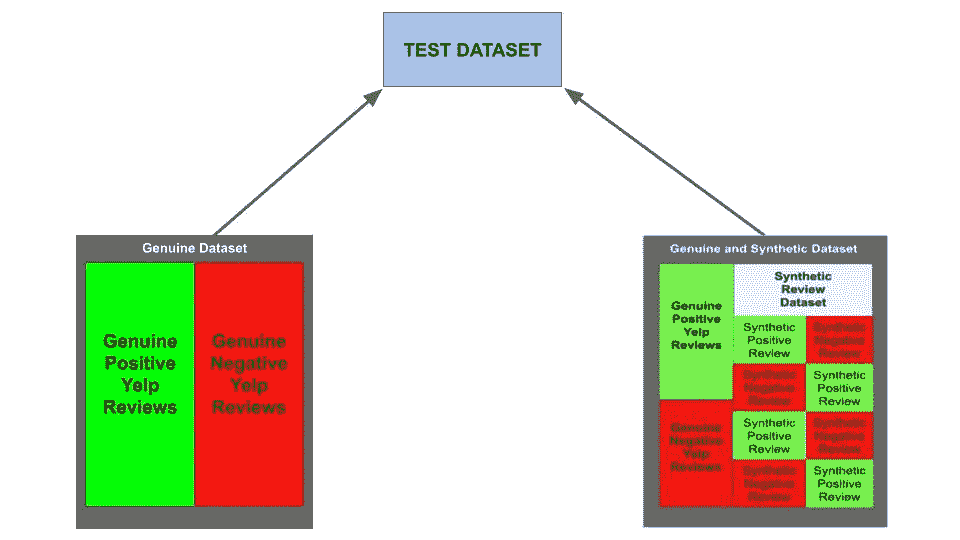 TEST DATASET
Genuine Dataset
Genuine
Positive
Yelp
Reviews
Genuine
Negative
Yelp
Reviews
Genuine and Synthetic Dataset
Genuine
Positive
Yelp
Reviews
Genuine
Negative
Yelp
Reviews
Synthetic
Review
Dataset
Synthetic
Positive
Review
Synthetic
Negative
Review
Synthetic
Negative
Review
Synthetic
Positive
Review
Synthetic
Positive
Review
Synthetic
Negative
Review
Synthetic
Negative
Review
Synthetic
Positive
Review